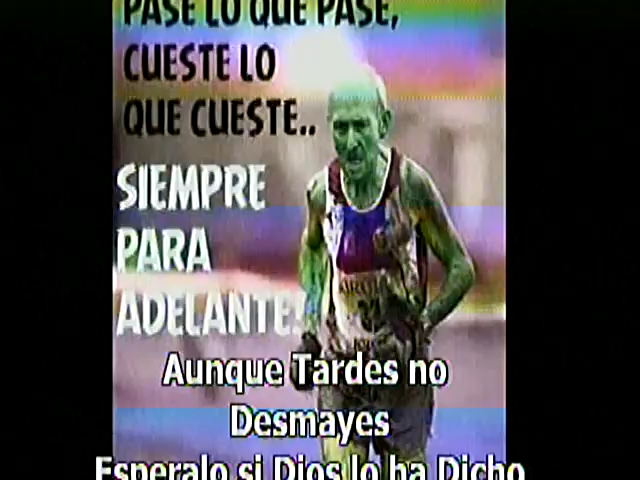 PASE LO QUE PASE,
CUESTE LO
QUE CUESTE..
SIEMPRE
PARA
ADELANTE!
Aunque Tardes no
Desmayes
Esperalo si Dios lo ha Dicho